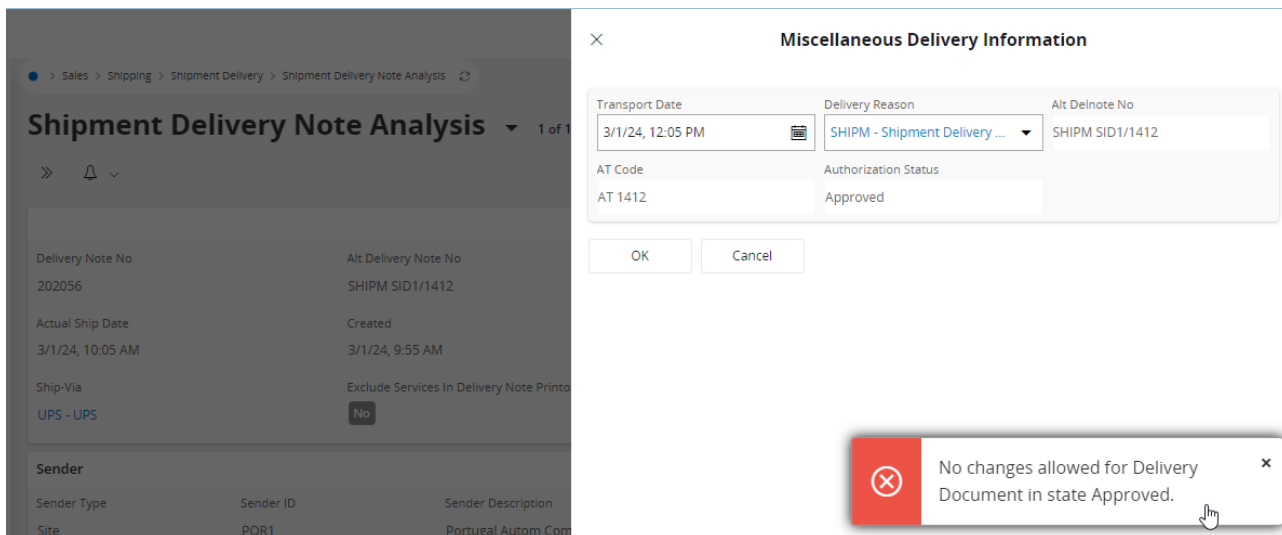 Sales > Shipping > Shipment Delivery > Shipment Delivery Note Analysis
Shipment Delivery Note Analysis 1 of 1
Delivery Note No Alt Delivery Note No
202056 SHIPM SID1/1412
Actual Ship Date Created
3/1/24, 10:05 AM 3/1/24, 9:55 AM
Ship-Via Exclude Services In Delivery Note Printo
UPS - UPS No
Sender
Sender Type Sender ID Sender Description
Site POR1 Portugal Autom Com
Miscellaneous Delivery Information
Transport Date Delivery Reason Alt Delnote No
3/1/24, 12:05 PM SHIPM - Shipment Delivery ... SHIPM SID1/1412
AT Code Authorization Status
AT 1412 Approved
OK Cancel
No changes allowed for Delivery
Document in state Approved.